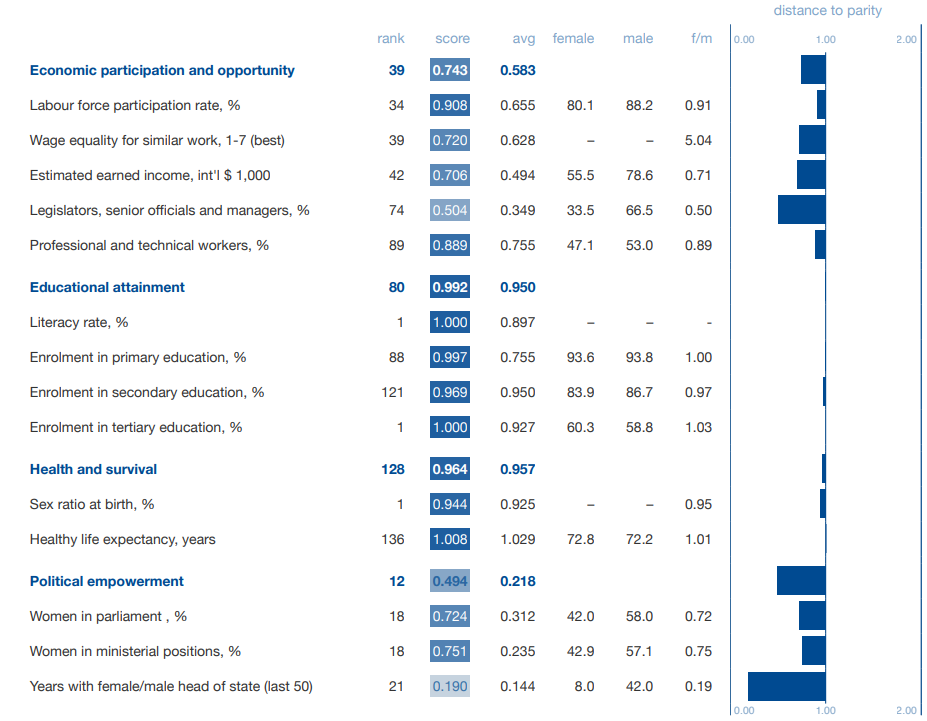 distance to parity
rank score avg female male f/m 0.00 1.00 2.00
Economic participation and opportunity 39 0.743 0.583
Labour force participation rate, % 34 0.908 0.655 80.1 88.2 0.91
Wage equality for similar work, 1-7 (best) 39 0.720 0.628 – – 5.04
Estimated earned income, int'l $ 1,000 42 0.706 0.494 55.5 78.6 0.71
Legislators, senior officials and managers, % 74 0.504 0.349 33.5 66.5 0.50
Professional and technical workers, % 89 0.889 0.755 47.1 53.0 0.89
Educational attainment 80 0.992 0.950
Literacy rate, % 1 1.000 0.897 – – -
Enrolment in primary education, % 88 0.997 0.755 93.6 93.8 1.00
Enrolment in secondary education, % 121 0.969 0.950 83.9 86.7 0.97
Enrolment in tertiary education, % 1 1.000 0.927 60.3 58.8 1.03
Health and survival 128 0.964 0.957
Sex ratio at birth, % 1 0.944 0.925 – – 0.95
Healthy life expectancy, years 136 1.008 1.029 72.8 72.2 1.01
Political empowerment 12 0.494 0.218
Women in parliament , % 18 0.724 0.312 42.0 58.0 0.72
Women in ministerial positions, % 18 0.751 0.235 42.9 57.1 0.75
Years with female/male head of state (last 50) 21 0.190 0.144 8.0 42.0 0.19
0.00 1.00 2.00